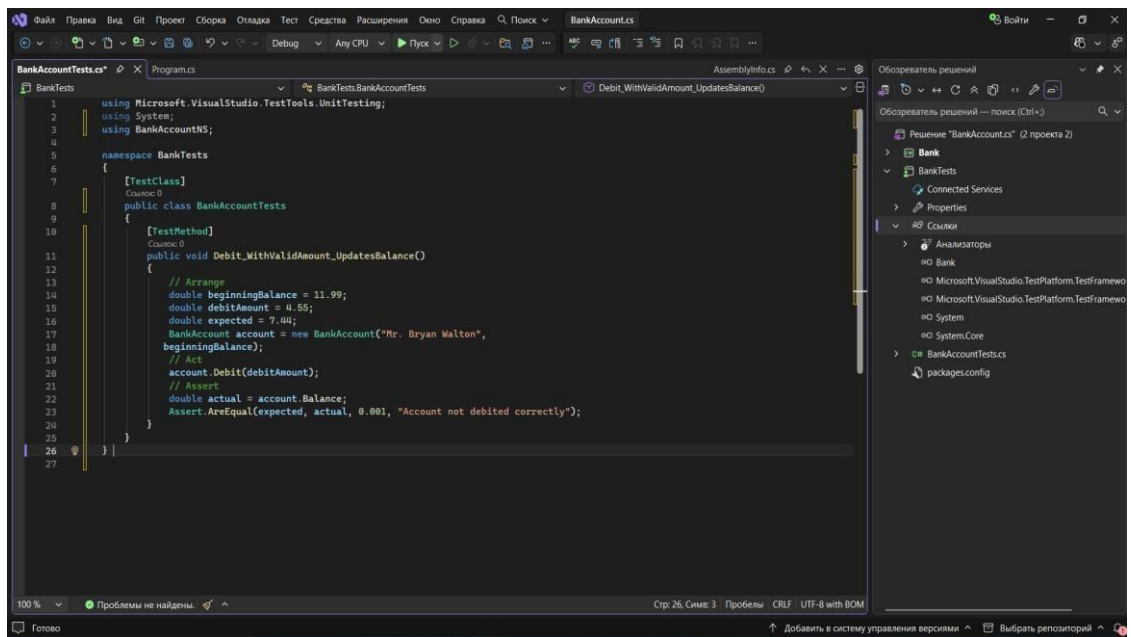 Файл Правка Вид Git Проект Сборка Отладка Тест Средства Расширения Окно Справка Поиск BankAccount.cs Войти
Debug Any CPU Пуск
BankAccountTests.cs* Program.cs AssemblyInfo.cs
BankTests BankTests.BankAccountTests Debit_WithValidAmount_UpdatesBalance()
1 using Microsoft.VisualStudio.TestTools.UnitTesting;
2 using System;
3 using BankAccountNS;
4
5 namespace BankTests
6 {
7 [TestClass]
Ссылок: 0
8 public class BankAccountTests
9 {
10 [TestMethod]
Ссылок: 0
11 public void Debit_WithValidAmount_UpdatesBalance()
12 {
13 // Arrange
14 double beginningBalance = 11.99;
15 double debitAmount = 4.55;
16 double expected = 7.44;
17 BankAccount account = new BankAccount("Mr. Bryan Walton",
18 beginningBalance);
19 // Act
20 account.Debit(debitAmount);
21 // Assert
22 double actual = account.Balance;
23 Assert.AreEqual(expected, actual, 0.001, "Account not debited correctly");
24 }
25 }
26 }
27
100 % Проблемы не найдены. Стр: 26, Симв: 3 Пробелы CRLF UTF-8 with BOM
Обозреватель решений
Обозреватель решений — поиск (Ctrl+;)
Решение "BankAccount.cs" (2 проекта 2)
Bank
BankTests
Connected Services
Properties
Ссылки
Анализаторы
Bank
Microsoft.VisualStudio.TestPlatform.TestFramewo
Microsoft.VisualStudio.TestPlatform.TestFramewo
System
System.Core
C# BankAccountTests.cs
packages.config
Готово Добавить в систему управления версиями Выбрать репозиторий